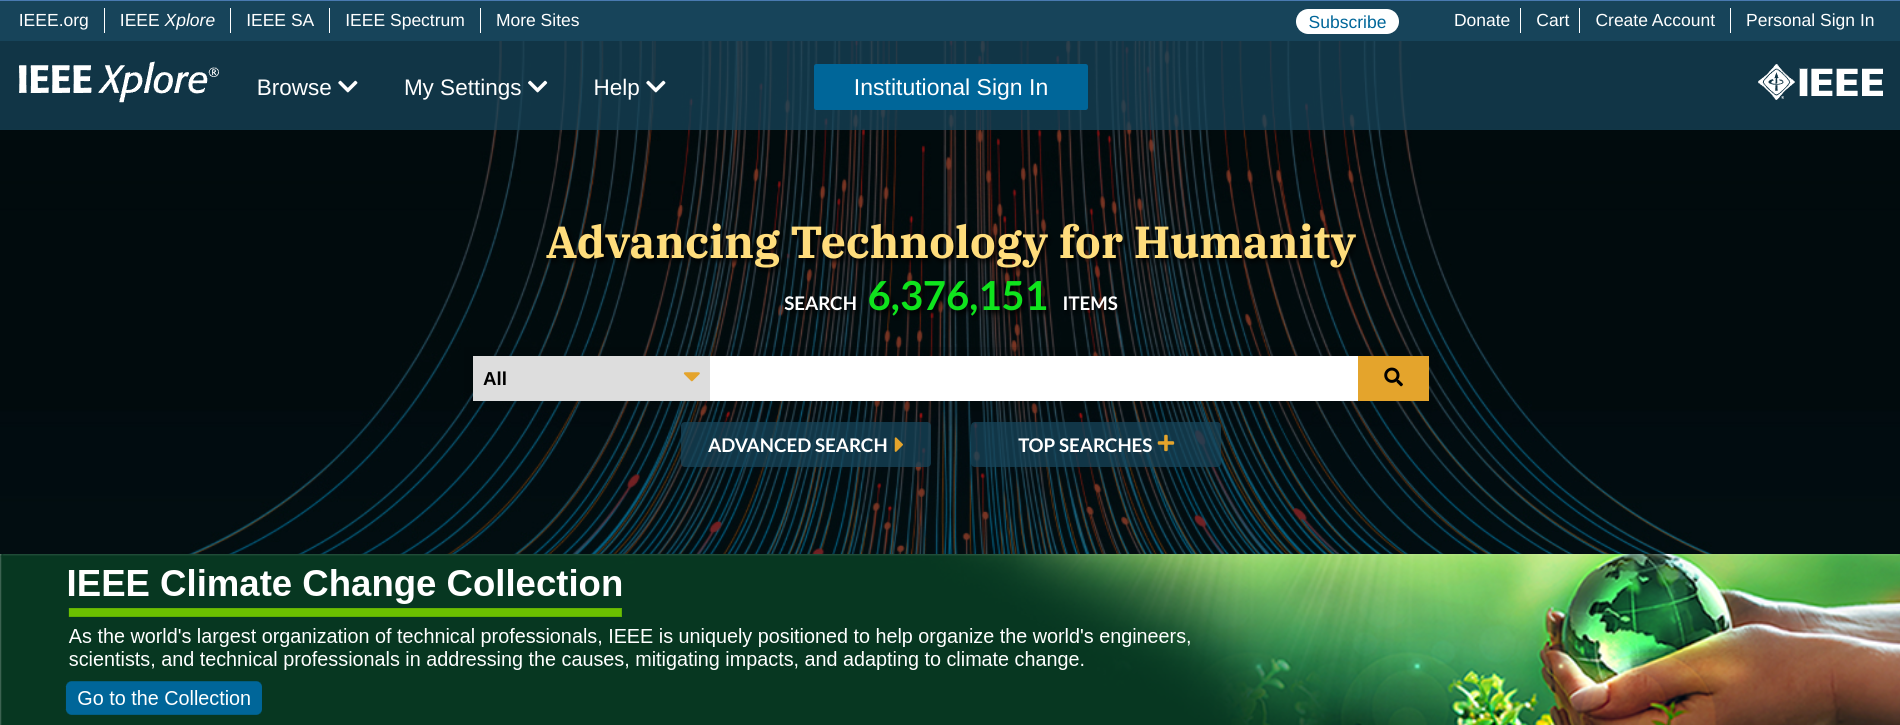 IEEE.org IEEE Xplore IEEE SA IEEE Spectrum More Sites Subscribe Donate Cart Create Account Personal Sign In
IEEE Xplore® Browse My Settings Help Institutional Sign In IEEE
Advancing Technology for Humanity
SEARCH 6,376,151 ITEMS
All
ADVANCED SEARCH TOP SEARCHES
IEEE Climate Change Collection
As the world's largest organization of technical professionals, IEEE is uniquely positioned to help organize the world's engineers,
scientists, and technical professionals in addressing the causes, mitigating impacts, and adapting to climate change.
Go to the Collection